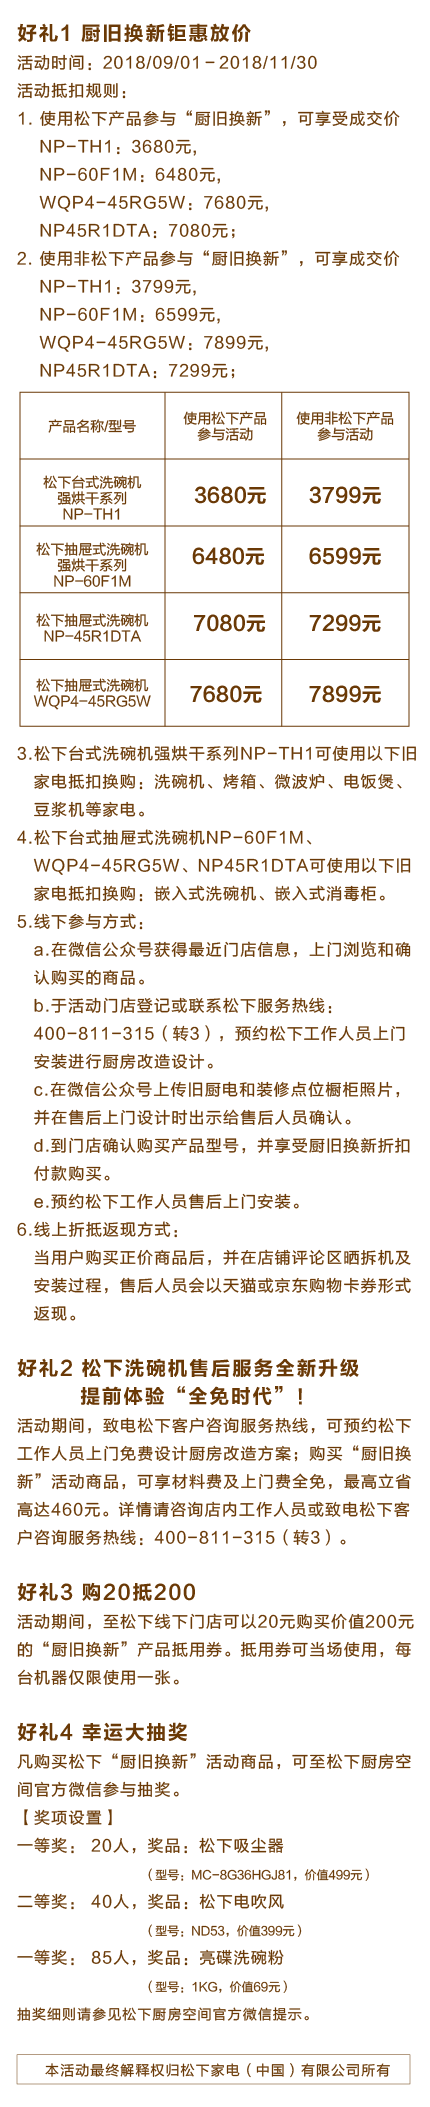 好礼1 厨旧换新钜惠放价
活动时间：2018/09/01-2018/11/30
活动抵扣规则：
1. 使用松下产品参与“厨旧换新”，可享受成交价
NP-TH1：3680元，
NP-60F1M：6480元，
WQP4-45RG5W：7680元，
NP45R1DTA：7080元；
2. 使用非松下产品参与“厨旧换新”，可享成交价
NP-TH1：3799元，
NP-60F1M：6599元，
WQP4-45RG5W：7899元，
NP45R1DTA：7299元；
产品名称/型号 使用松下产品参与活动 使用非松下产品参与活动
松下台式洗碗机
强烘干系列
NP-TH1 3680元 3799元
松下抽屉式洗碗机
强烘干系列
NP-60F1M 6480元 6599元
松下抽屉式洗碗机
NP-45R1DTA 7080元 7299元
松下抽屉式洗碗机
WQP4-45RG5W 7680元 7899元
3.松下台式洗碗机强烘干系列NP-TH1可使用以下旧
家电抵扣换购：洗碗机、烤箱、微波炉、电饭煲、
豆浆机等家电。
4.松下台式抽屉式洗碗机NP-60F1M、
WQP4-45RG5W、NP45R1DTA可使用以下旧
家电抵扣换购：嵌入式洗碗机、嵌入式消毒柜。
5.线下参与方式：
a.在微信公众号获得最近门店信息，上门浏览和确
认购买的商品。
b.于活动门店登记或联系松下服务热线：
400-811-315（转3），预约松下工作人员上门
安装进行厨房改造设计。
c.在微信公众号上传旧厨电和装修点位橱柜照片，
并在售后上门设计时出示给售后人员确认。
d.到门店确认购买产品型号，并享受厨旧换新折扣
付款购买。
e.预约松下工作人员售后上门安装。
6.线上折抵返现方式：
当用户购买正价商品后，并在店铺评论区晒拆机及
安装过程，售后人员会以天猫或京东购物卡券形式
返现。
好礼2 松下洗碗机售后服务全新升级
提前体验“全免时代”！
活动期间，致电松下客户咨询服务热线，可预约松下
工作人员上门免费设计厨房改造方案；购买“厨旧换
新”活动商品，可享材料费及上门费全免，最高立省
高达460元。详情请咨询店内工作人员或致电松下客
户咨询服务热线：400-811-315（转3）。
好礼3 购20抵200
活动期间，至松下线下门店可以20元购买价值200元
的“厨旧换新”产品抵用券。抵用券可当场使用，每
台机器仅限使用一张。
好礼4 幸运大抽奖
凡购买松下“厨旧换新”活动商品，可至松下厨房空
间官方微信参与抽奖。
【奖项设置】
一等奖： 20人，奖品：松下吸尘器
（型号：MC-8G36HGJ81，价值499元）
二等奖： 40人，奖品：松下电吹风
（型号：ND53，价值399元）
一等奖： 85人，奖品：亮碟洗碗粉
（型号：1KG，价值69元）
抽奖细则请参见松下厨房空间官方微信提示。
本活动最终解释权归松下家电（中国）有限公司所有